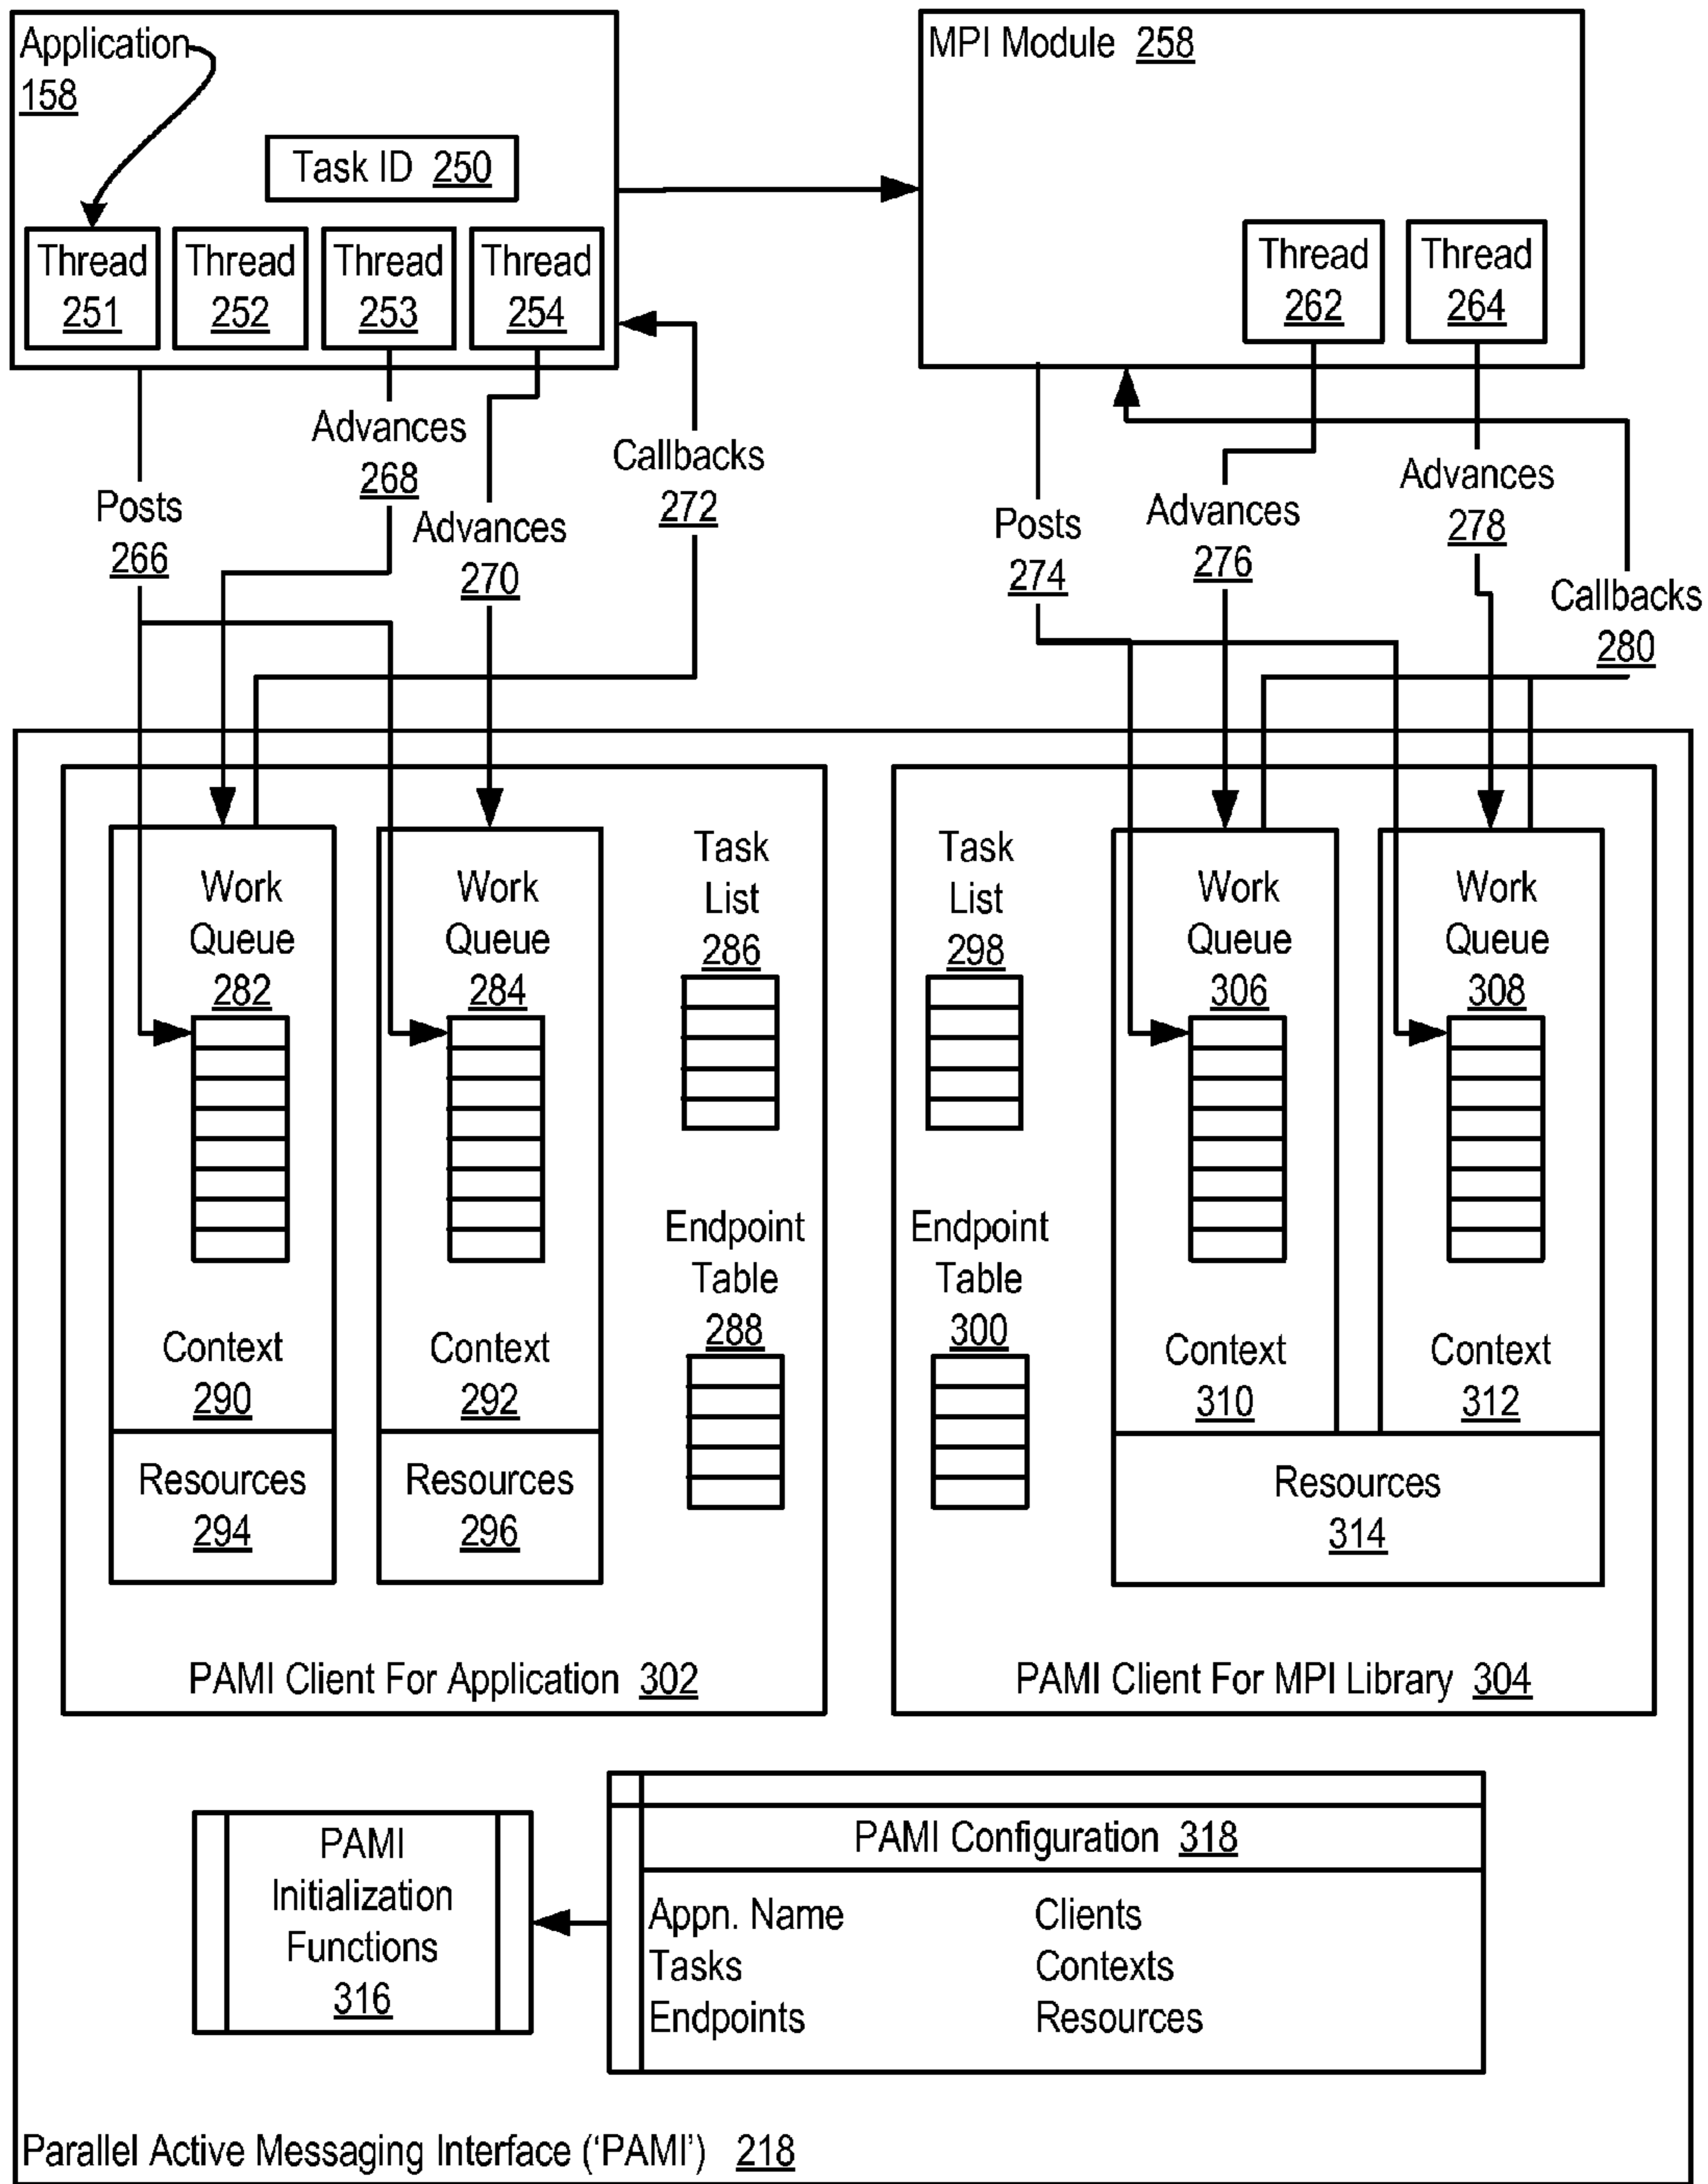 Application
158
Task ID 250
Thread
251
Thread
252
Thread
253
Thread
254
MPI Module 258
Thread
262
Thread
264
Posts
266
Advances
268
Advances
270
Callbacks
272
Posts
274
Advances
276
Advances
278
Callbacks
280
Work
Queue
282
Context
290
Resources
294
Work
Queue
284
Context
292
Resources
296
Task
List
286
Endpoint
Table
288
PAMI Client For Application 302
Task
List
298
Endpoint
Table
300
Work
Queue
306
Context
310
Work
Queue
308
Context
312
Resources
314
PAMI Client For MPI Library 304
PAMI
Initialization
Functions
316
PAMI Configuration 318
Appn. Name
Tasks
Endpoints
Clients
Contexts
Resources
Parallel Active Messaging Interface (‘PAMI’) 218